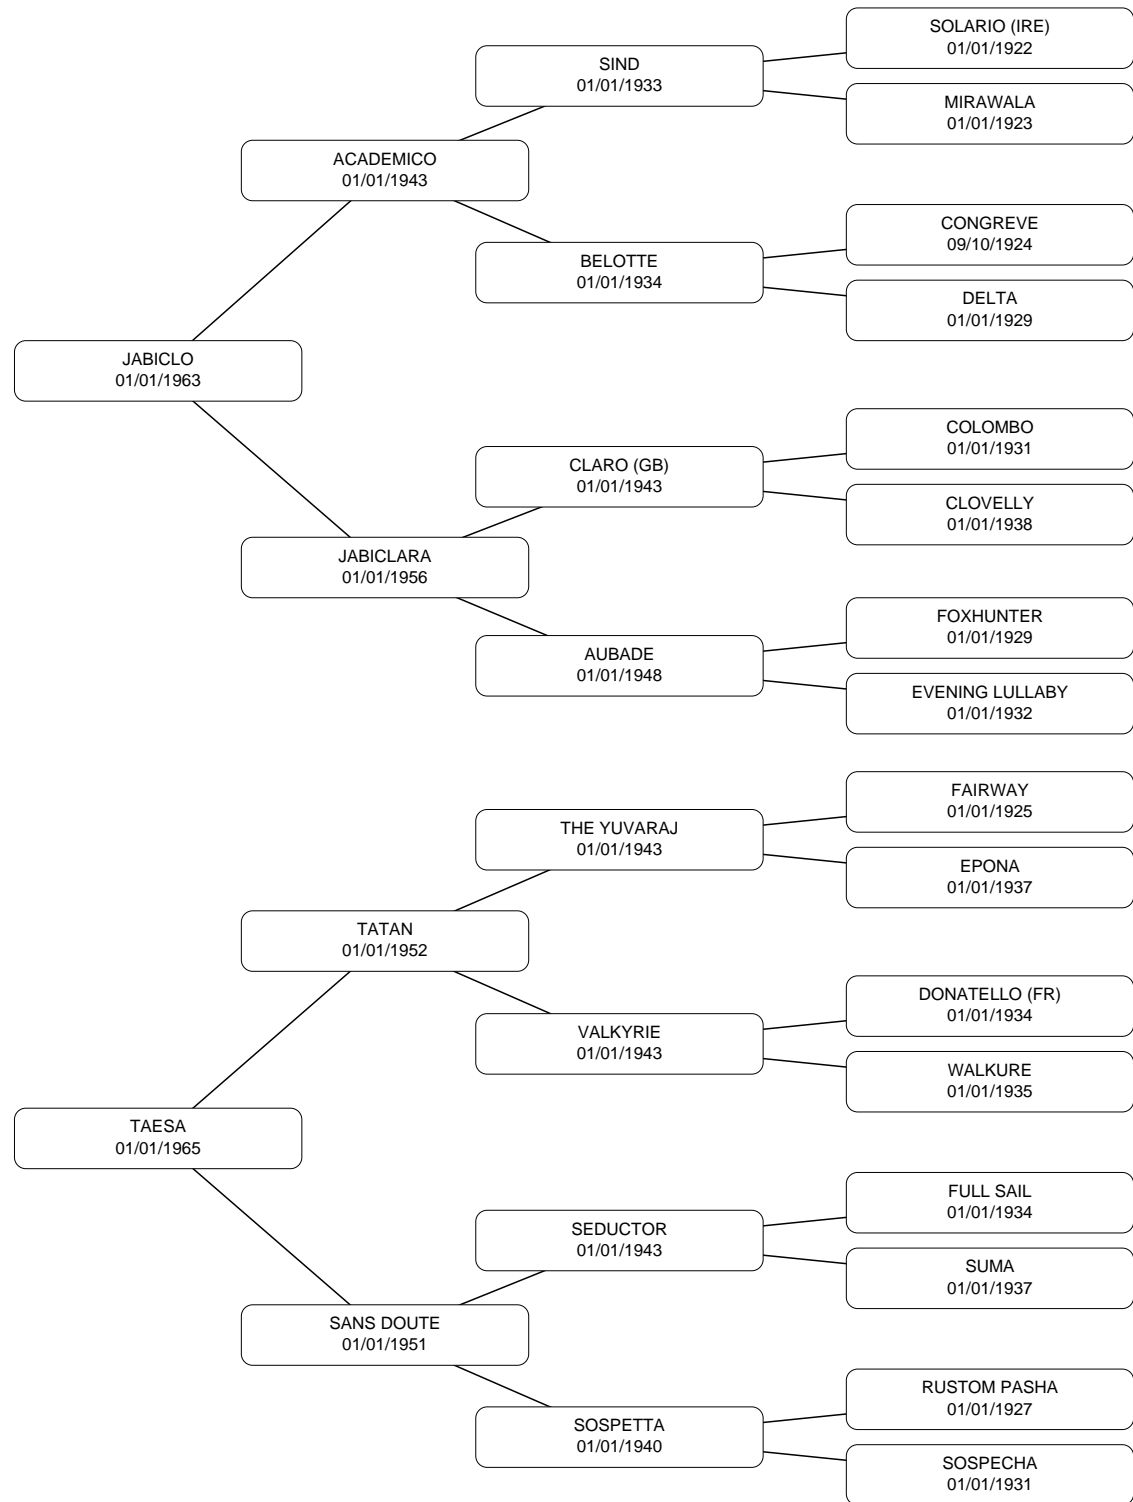 SOLARIO (IRE)
01/01/1922
SIND
01/01/1933
MIRAWALA
01/01/1923
ACADEMICO
01/01/1943
CONGREVE
09/10/1924
BELOTTE
01/01/1934
DELTA
01/01/1929
JABICLO
01/01/1963
COLOMBO
01/01/1931
CLARO (GB)
01/01/1943
CLOVELLY
01/01/1938
JABICLARA
01/01/1956
FOXHUNTER
01/01/1929
AUBADE
01/01/1948
EVENING LULLABY
01/01/1932
FAIRWAY
01/01/1925
THE YUVARAJ
01/01/1943
EPONA
01/01/1937
TATAN
01/01/1952
DONATELLO (FR)
01/01/1934
VALKYRIE
01/01/1943
WALKURE
01/01/1935
TAESA
01/01/1965
FULL SAIL
01/01/1934
SEDUCTOR
01/01/1943
SUMA
01/01/1937
SANS DOUTE
01/01/1951
RUSTOM PASHA
01/01/1927
SOSPETTA
01/01/1940
SOSPECHA
01/01/1931